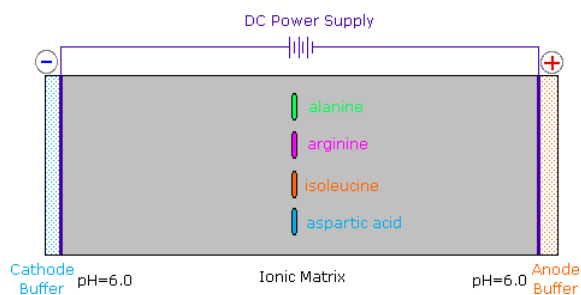 DC Power Supply
−
+
alanine
arginine
isoleucine
aspartic acid
Cathode
Buffer
pH=6.0
Ionic Matrix
pH=6.0
Anode
Buffer